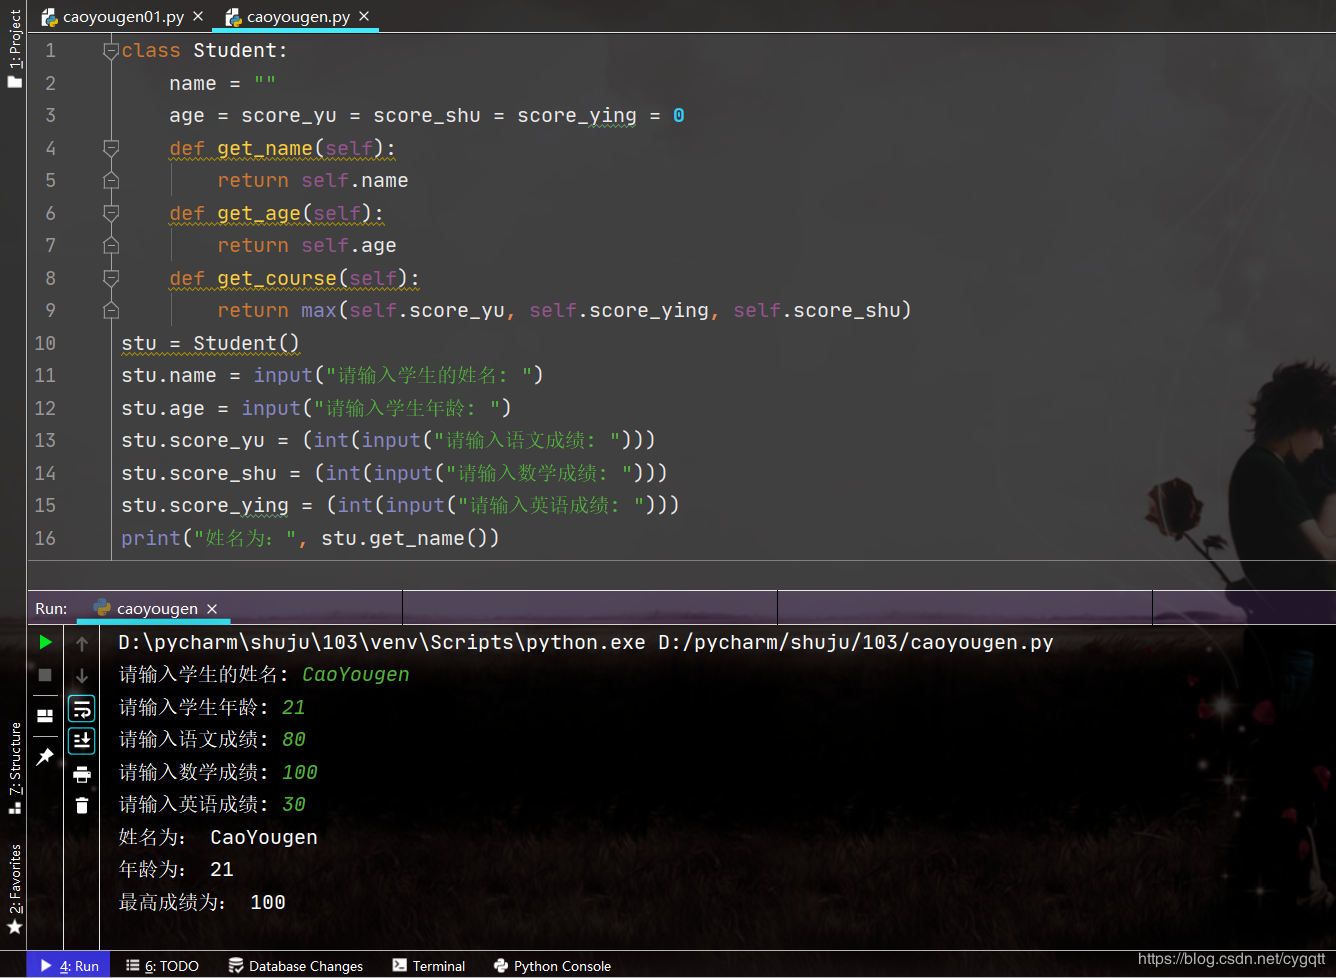 1: Project
caoyougen01.py
caoyougen.py
1 class Student:
2 name = ""
3 age = score_yu = score_shu = score_ying = 0
4 def get_name(self):
5 return self.name
6 def get_age(self):
7 return self.age
8 def get_course(self):
9 return max(self.score_yu, self.score_ying, self.score_shu)
10 stu = Student()
11 stu.name = input("请输入学生的姓名: ")
12 stu.age = input("请输入学生年龄: ")
13 stu.score_yu = (int(input("请输入语文成绩: ")))
14 stu.score_shu = (int(input("请输入数学成绩: ")))
15 stu.score_ying = (int(input("请输入英语成绩: ")))
16 print("姓名为: ", stu.get_name())
Run: caoyougen
D:\pycharm\shuju\103\venv\Scripts\python.exe D:/pycharm/shuju/103/caoyougen.py
请输入学生的姓名: CaoYougen
请输入学生年龄: 21
请输入语文成绩: 80
请输入数学成绩: 100
请输入英语成绩: 30
姓名为: CaoYougen
年龄为: 21
最高成绩为: 100
7: Structure
2: Favorites
4: Run
6: TODO
Database Changes
Terminal
Python Console
https://blog.csdn.net/cygqtt